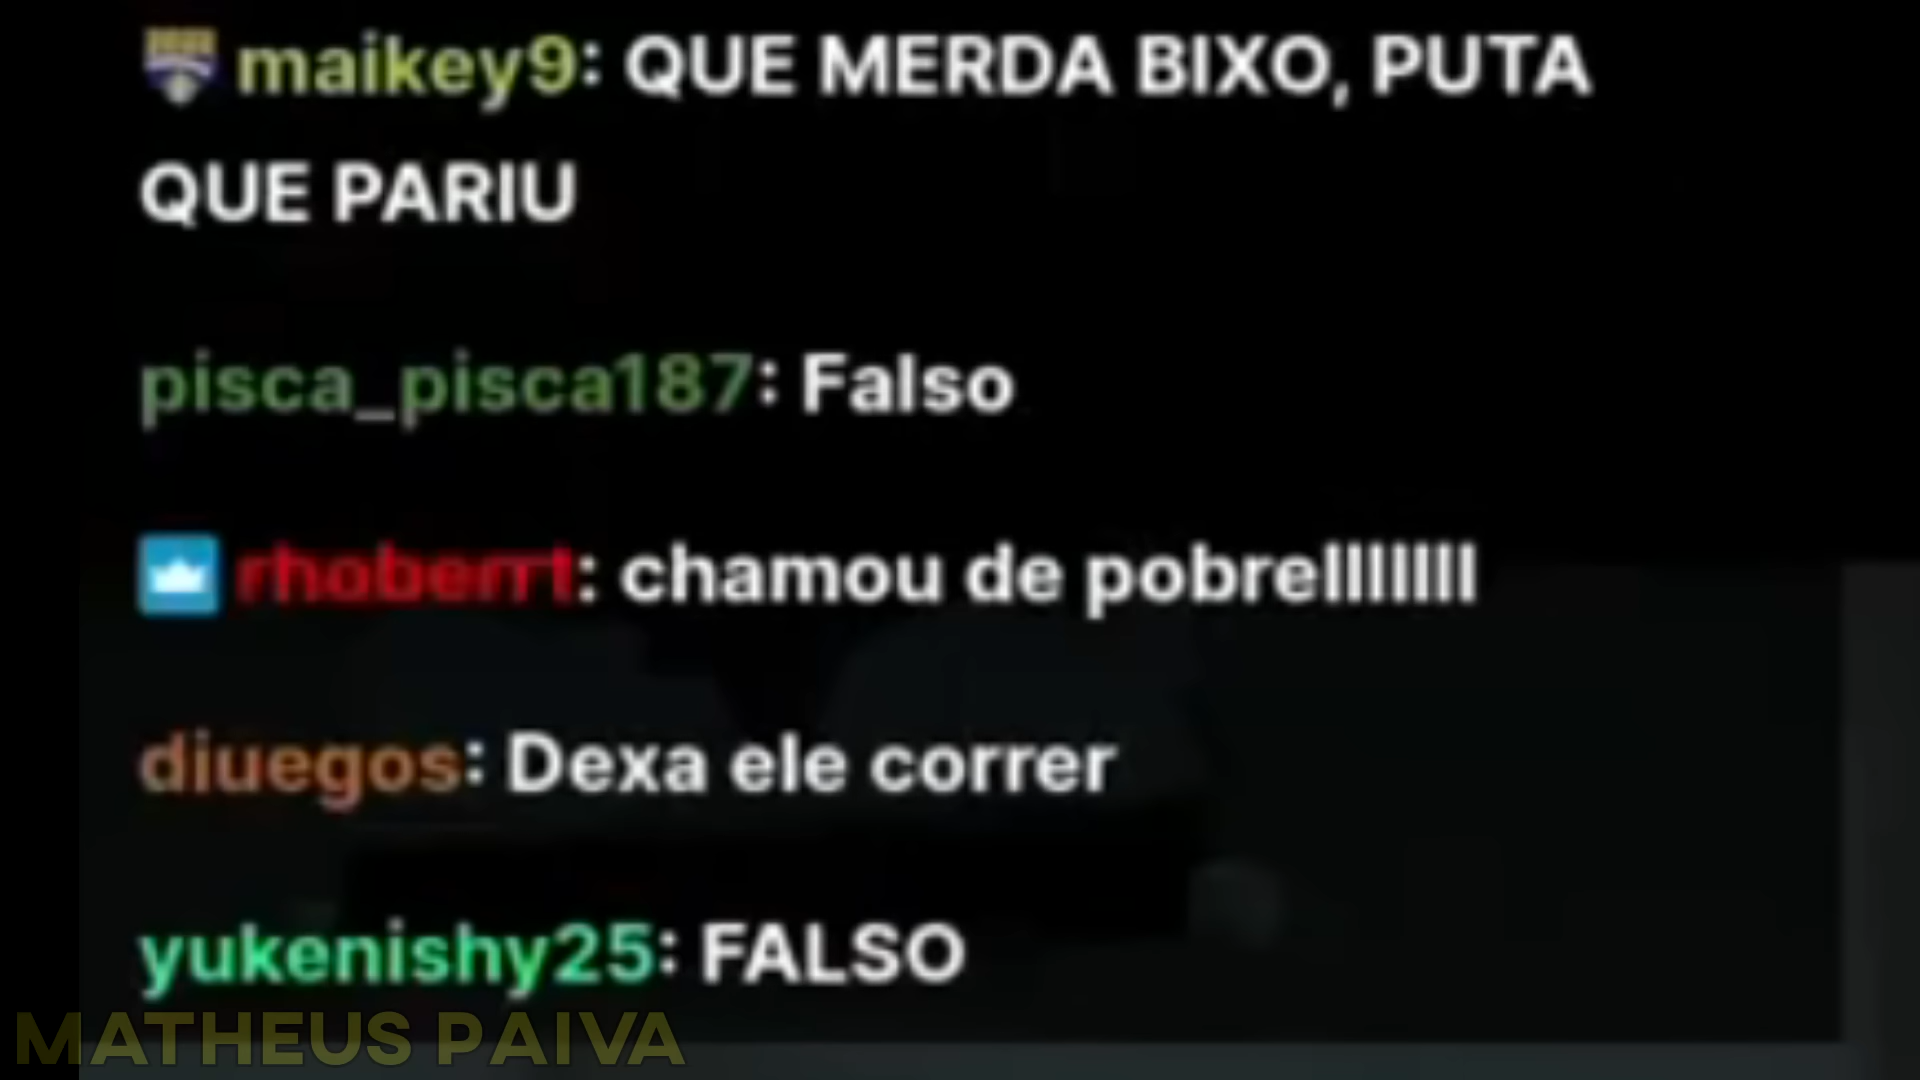 maikey9: QUE MERDA BIXO, PUTA
QUE PARIU
pisca_pisca187: Falso
rhoberrt: chamou de pobrelllllll
diuegos: Dexa ele correr
yukenishy25: FALSO
MATHEUS PAIVA